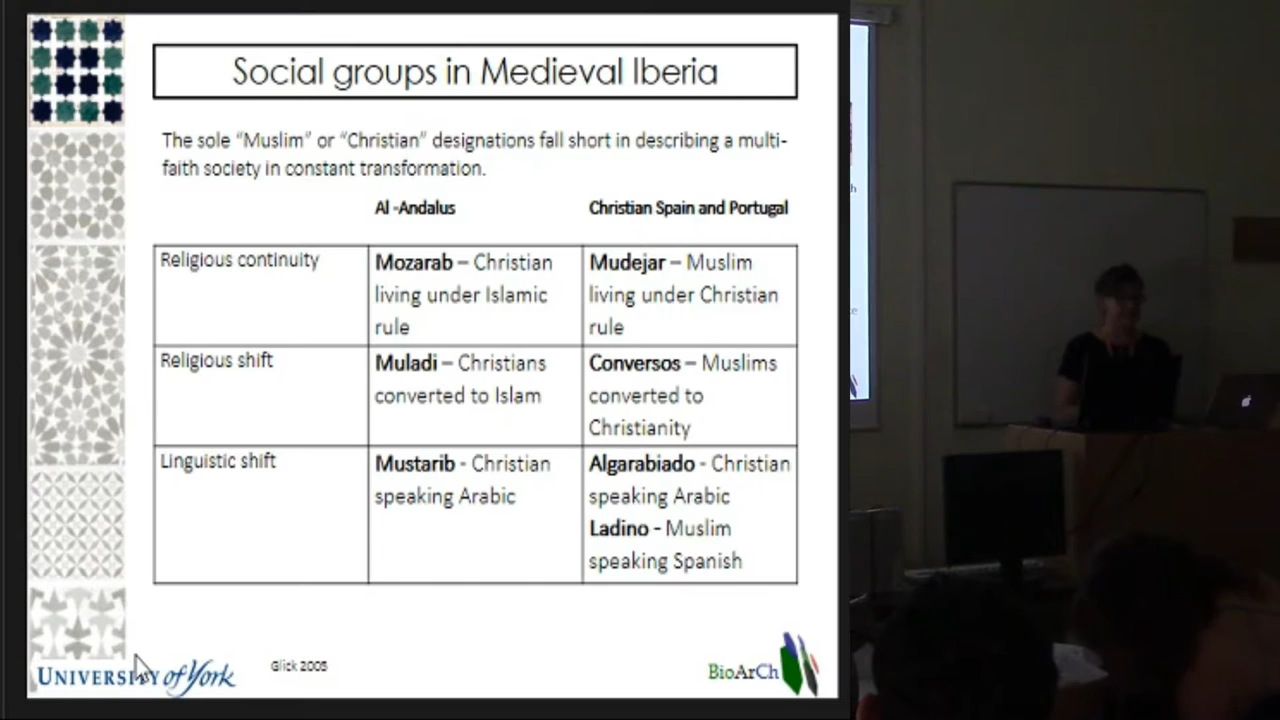 Social groups in Medieval Iberia
The sole “Muslim” or “Christian” designations fall short in describing a multi-
faith society in constant transformation.
Al -Andalus
Christian Spain and Portugal
Religious continuity
Mozarab – Christian
living under Islamic
rule
Mudejar – Muslim
living under Christian
rule
Religious shift
Muladi – Christians
converted to Islam
Conversos – Muslims
converted to
Christianity
Linguistic shift
Mustarib - Christian
speaking Arabic
Algarabiado - Christian
speaking Arabic
Ladino - Muslim
speaking Spanish
UNIVERSITY of York
Glick 2005
BioArCh